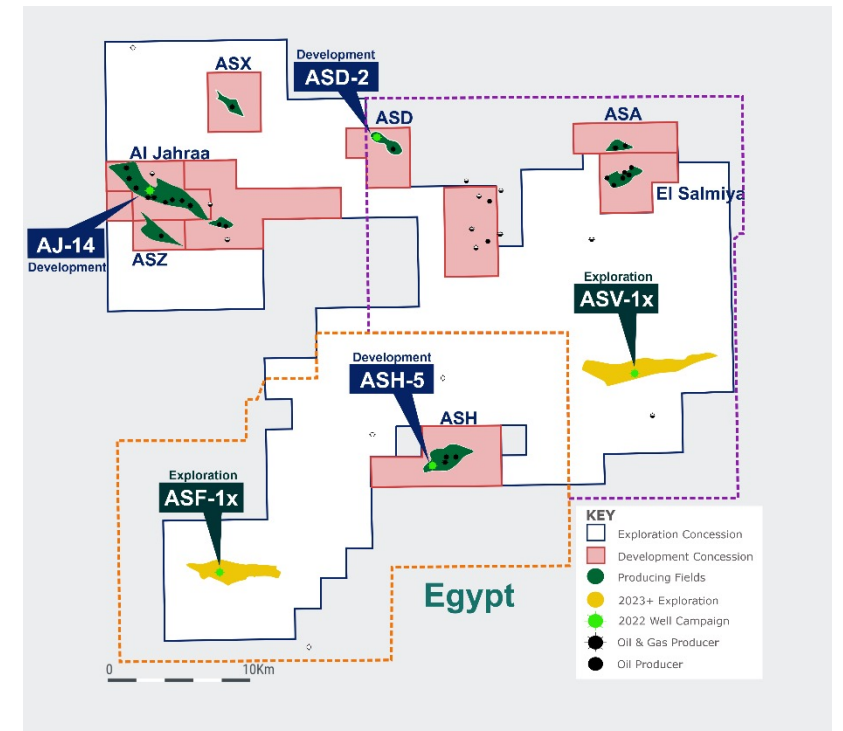 Development
ASD-2
ASX
ASD
ASA
Al Jahraa
El Salmiya
AJ-14
Development
ASZ
Exploration
ASV-1x
Development
ASH-5
ASH
Exploration
ASF-1x
Egypt
0
10Km
KEY
Exploration Concession
Development Concession
Producing Fields
2023+ Exploration
2022 Well Campaign
Oil & Gas Producer
Oil Producer